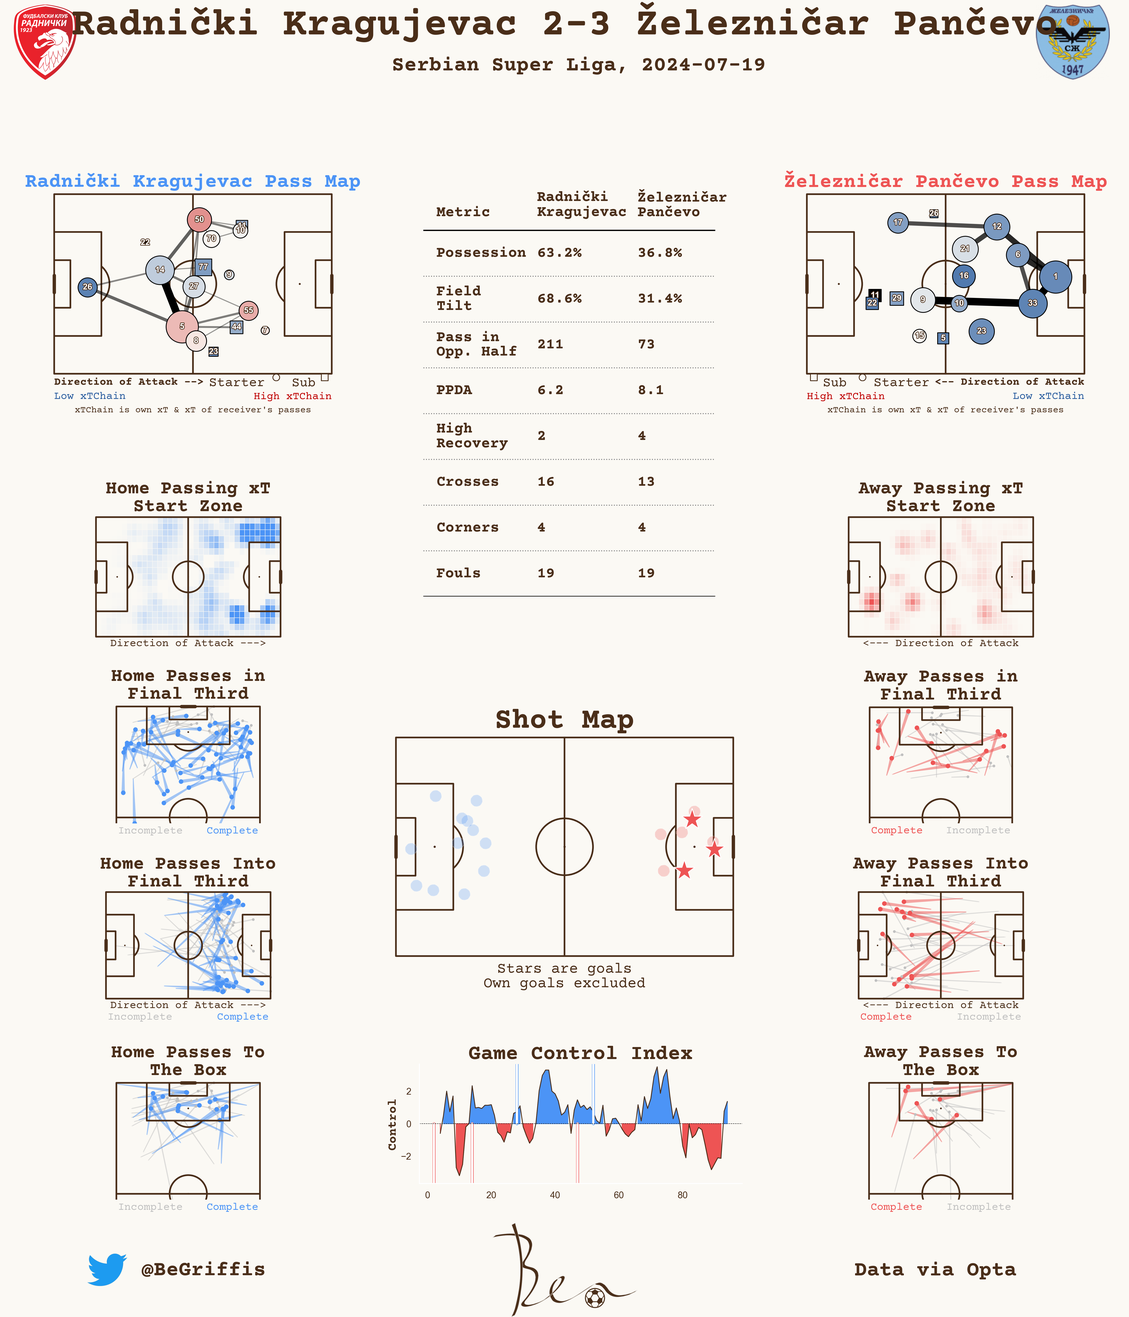 ФУДБАЛСКИ КЛУБ
РАДНИЧКИ
1923
Radnički Kragujevac 2-3 Železničar Pančevo
Serbian Super Liga, 2024-07-19
ЖЕЛЕЗНИЧАР
СЖ
1947
Radnički Kragujevac Pass Map
50
10
70
22
14
77
9
26
27
55
5
44
7
8
23
Direction of Attack --> Starter Sub
Low xTChain High xTChain
xTChain is own xT & xT of receiver's passes
Metric Radnički Kragujevac Železničar Pančevo
Possession 63.2% 36.8%
Field Tilt 68.6% 31.4%
Pass in Opp. Half 211 73
PPDA 6.2 8.1
High Recovery 2 4
Crosses 16 13
Corners 4 4
Fouls 19 19
Železničar Pančevo Pass Map
26
17
12
21
6
16
1
11
22
29
9
10
33
23
15
5
Sub Starter <-- Direction of Attack
High xTChain Low xTChain
xTChain is own xT & xT of receiver's passes
Home Passing xT
Start Zone
Direction of Attack --->
Away Passing xT
Start Zone
<--- Direction of Attack
Home Passes in
Final Third
Incomplete Complete
Away Passes in
Final Third
Complete Incomplete
Shot Map
Stars are goals
Own goals excluded
Home Passes Into
Final Third
Direction of Attack --->
Incomplete Complete
Away Passes Into
Final Third
<--- Direction of Attack
Complete Incomplete
Home Passes To
The Box
Incomplete Complete
Game Control Index
Control
2
0
−2
0 20 40 60 80
Away Passes To
The Box
Complete Incomplete
@BeGriffis
Ben
Data via Opta